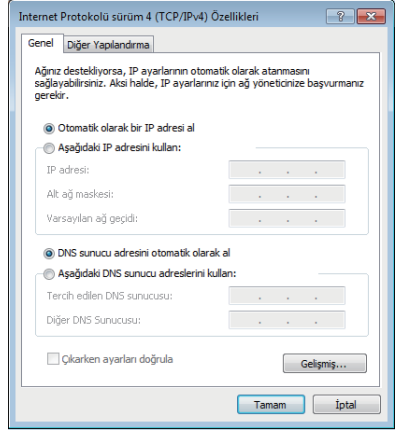 Internet Protokolü sürüm 4 (TCP/IPv4) Özellikleri
Genel Diğer Yapılandırma
Ağınız destekliyorsa, IP ayarlarının otomatik olarak atanmasını
sağlayabilirsiniz. Aksi halde, IP ayarlarınız için ağ yöneticinize başvurmanız
gerekir.
Otomatik olarak bir IP adresi al
Aşağıdaki IP adresini kullan:
IP adresi:
Alt ağ maskesi:
Varsayılan ağ geçidi:
DNS sunucu adresini otomatik olarak al
Aşağıdaki DNS sunucu adreslerini kullan:
Tercih edilen DNS sunucusu:
Diğer DNS Sunucusu:
Çıkarken ayarları doğrula
Gelişmiş...
Tamam İptal